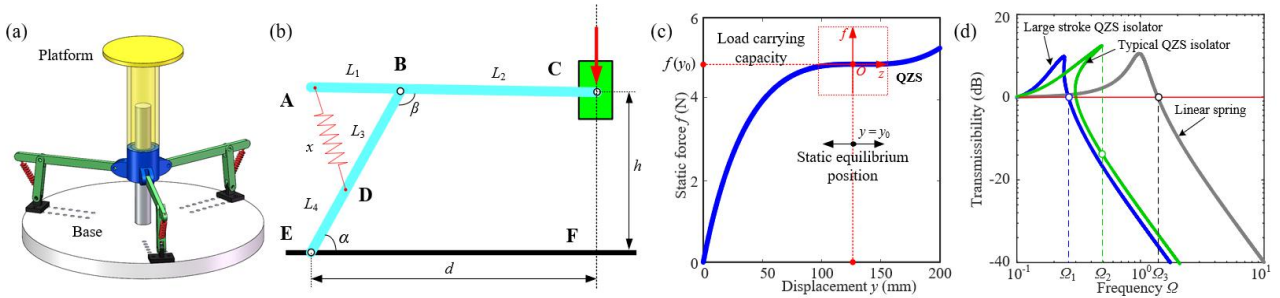 (a)
Platform
Base
(b)
L₁
B
L₂
C
A
β
x
L₃
h
D
L₄
E
α
F
d
(c)
6
f(y₀)
4
2
0
Static force f (N)
Load carrying
capacity
f
O
z
QZS
y = y₀
Static equilibrium
position
0
50
100
150
200
Displacement y (mm)
(d)
20
0
-20
-40
Transmissibility (dB)
Large stroke QZS isolator
Typical QZS isolator
Linear spring
10⁻¹
Ω₁
Ω₂
10⁰
Ω₃
10¹
Frequency Ω